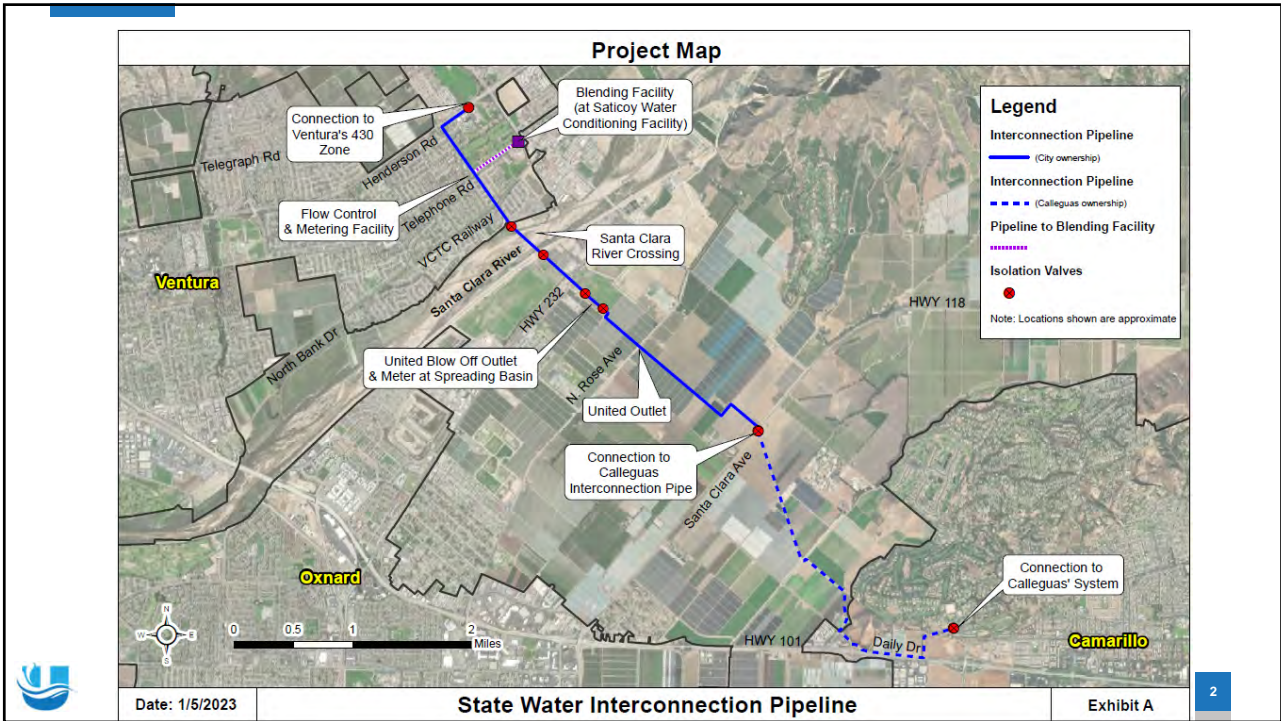 Project Map
Connection to
Ventura's 430
Zone
Blending Facility
(at Saticoy Water
Conditioning Facility)
Legend
Interconnection Pipeline
(City ownership)
Interconnection Pipeline
(Calleguas ownership)
Pipeline to Blending Facility
Isolation Valves
Note: Locations shown are approximate
Telegraph Rd
Henderson Rd
Flow Control
& Metering Facility
Telephone Rd
VCTC Railway
Santa Clara
River Crossing
Ventura
Santa Clara River
HWY 232
HWY 118
North Bank Dr
United Blow Off Outlet
& Meter at Spreading Basin
N. Rose Ave
United Outlet
Connection to
Calleguas
Interconnection Pipe
Santa Clara Ave
Connection to
Calleguas' System
Oxnard
N
W
E
S
0
0.5
1
2
Miles
HWY 101
Daily Dr
Camarillo
Date: 1/5/2023
State Water Interconnection Pipeline
Exhibit A
2